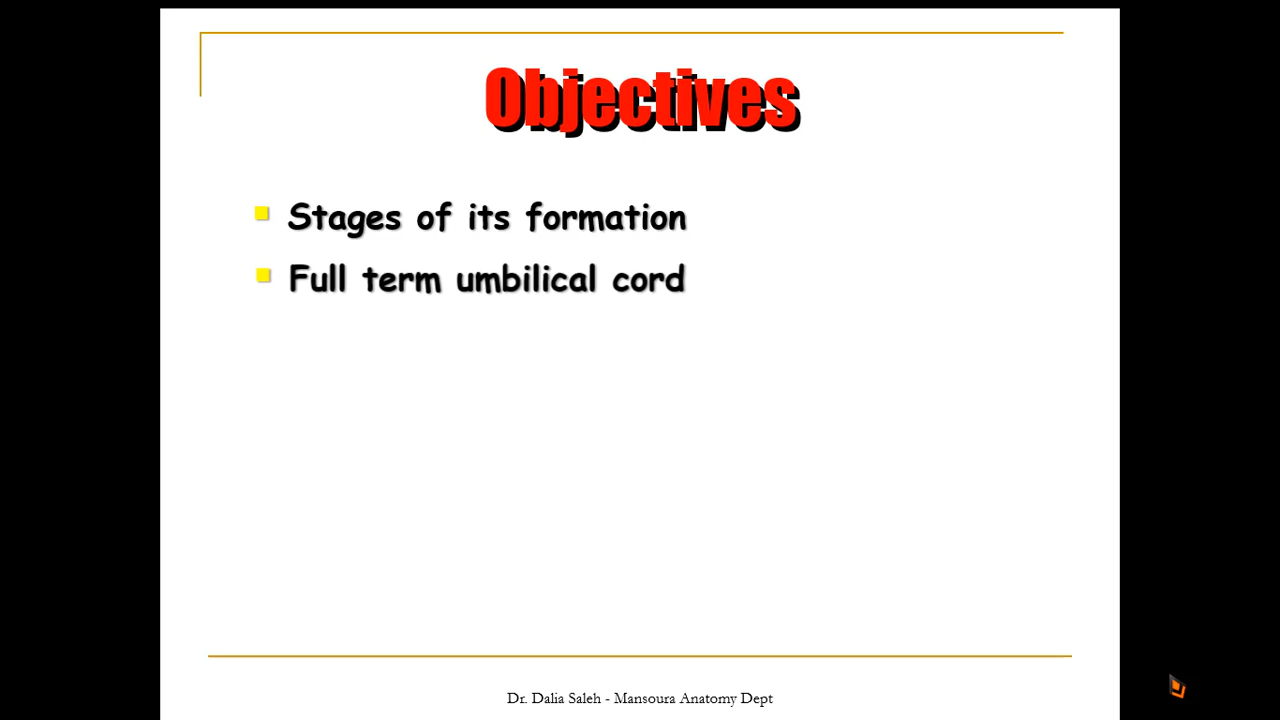 Objectives
Stages of its formation
Full term umbilical cord
Dr. Dalia Saleh - Mansoura Anatomy Dept